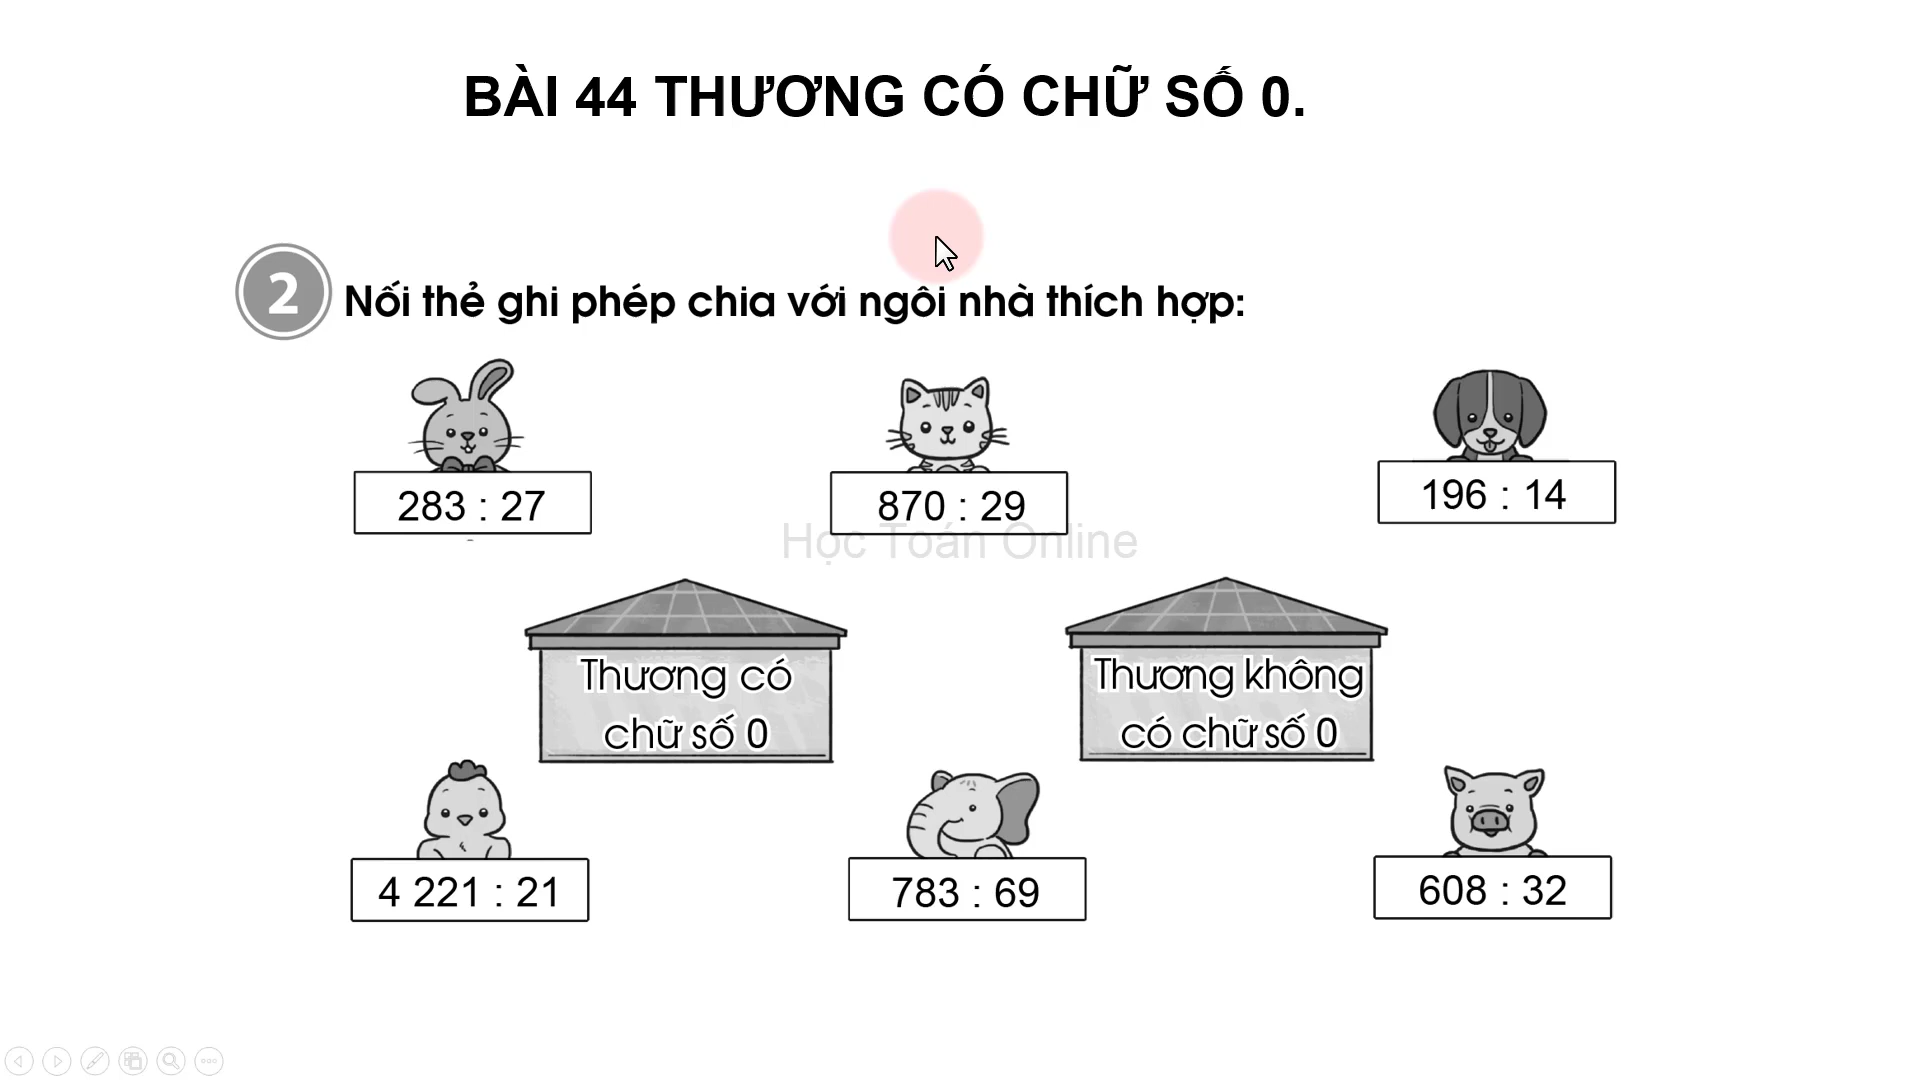 BÀI 44 THƯƠNG CÓ CHỮ SỐ 0.
2
Nối thẻ ghi phép chia với ngôi nhà thích hợp:
283 : 27
870 : 29
196 : 14
Học Toán Online
Thương có
chữ số 0
Thương không
có chữ số 0
4 221 : 21
783 : 69
608 : 32